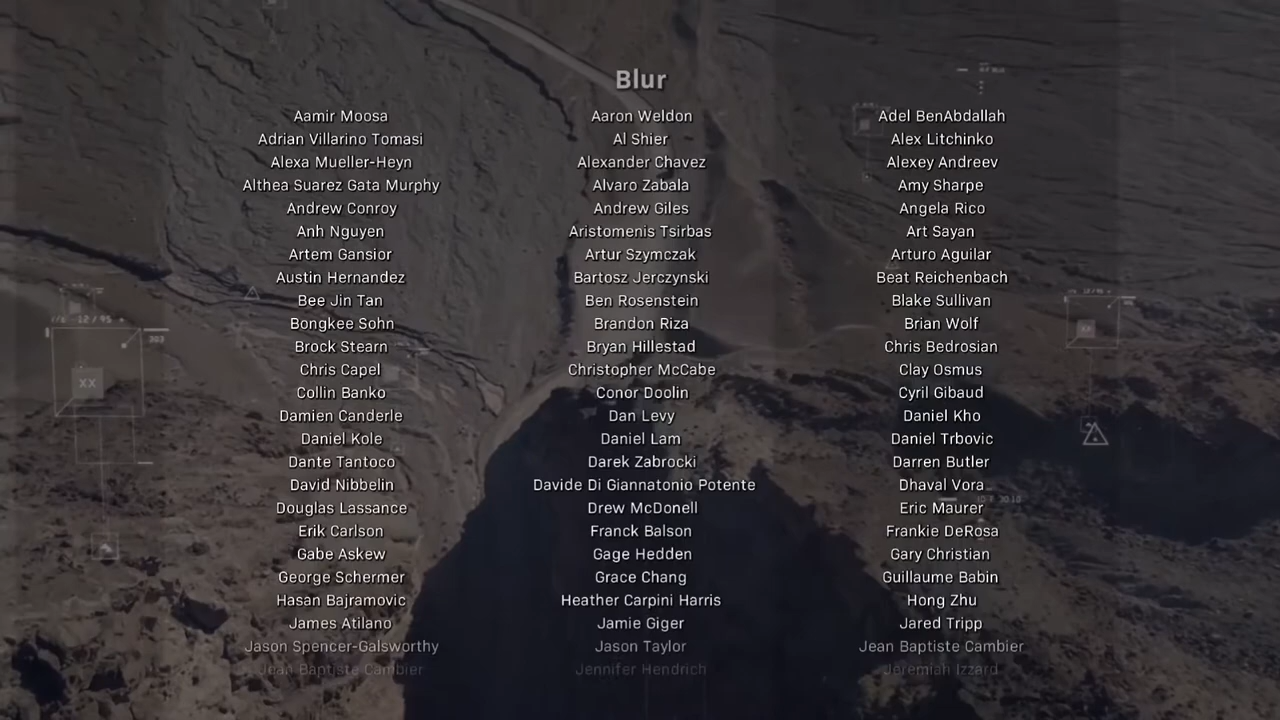 Blur
Aamir Moosa Aaron Weldon Adel BenAbdallah
Adrian Villarino Tomasi Al Shier Alex Litchinko
Alexa Mueller-Heyn Alexander Chavez Alexey Andreev
Althea Suarez Gata Murphy Alvaro Zabala Amy Sharpe
Andrew Conroy Andrew Giles Angela Rico
Anh Nguyen Aristomenis Tsirbas Art Sayan
Artem Gansior Artur Szymczak Arturo Aguilar
Austin Hernandez Bartosz Jerczynski Beat Reichenbach
Bee Jin Tan Ben Rosenstein Blake Sullivan
Bongkee Sohn Brandon Riza Brian Wolf
Brock Stearn Bryan Hillestad Chris Bedrosian
Chris Capel Christopher McCabe Clay Osmus
Collin Banko Conor Doolin Cyril Gibaud
Damien Canderle Dan Levy Daniel Kho
Daniel Kole Daniel Lam Daniel Trbovic
Dante Tantoco Darek Zabrocki Darren Butler
David Nibbelin Davide Di Giannatonio Potente Dhaval Vora
Douglas Lassance Drew McDonell Eric Maurer
Erik Carlson Franck Balson Frankie DeRosa
Gabe Askew Gage Hedden Gary Christian
George Schermer Grace Chang Guillaume Babin
Hasan Bajramovic Heather Carpini Harris Hong Zhu
James Atilano Jamie Giger Jared Tripp
Jason Spencer-Galsworthy Jason Taylor Jean Baptiste Cambier
Jean Baptiste Cambier Jennifer Hendrich Jeremiah Izzard
303
XX
XX